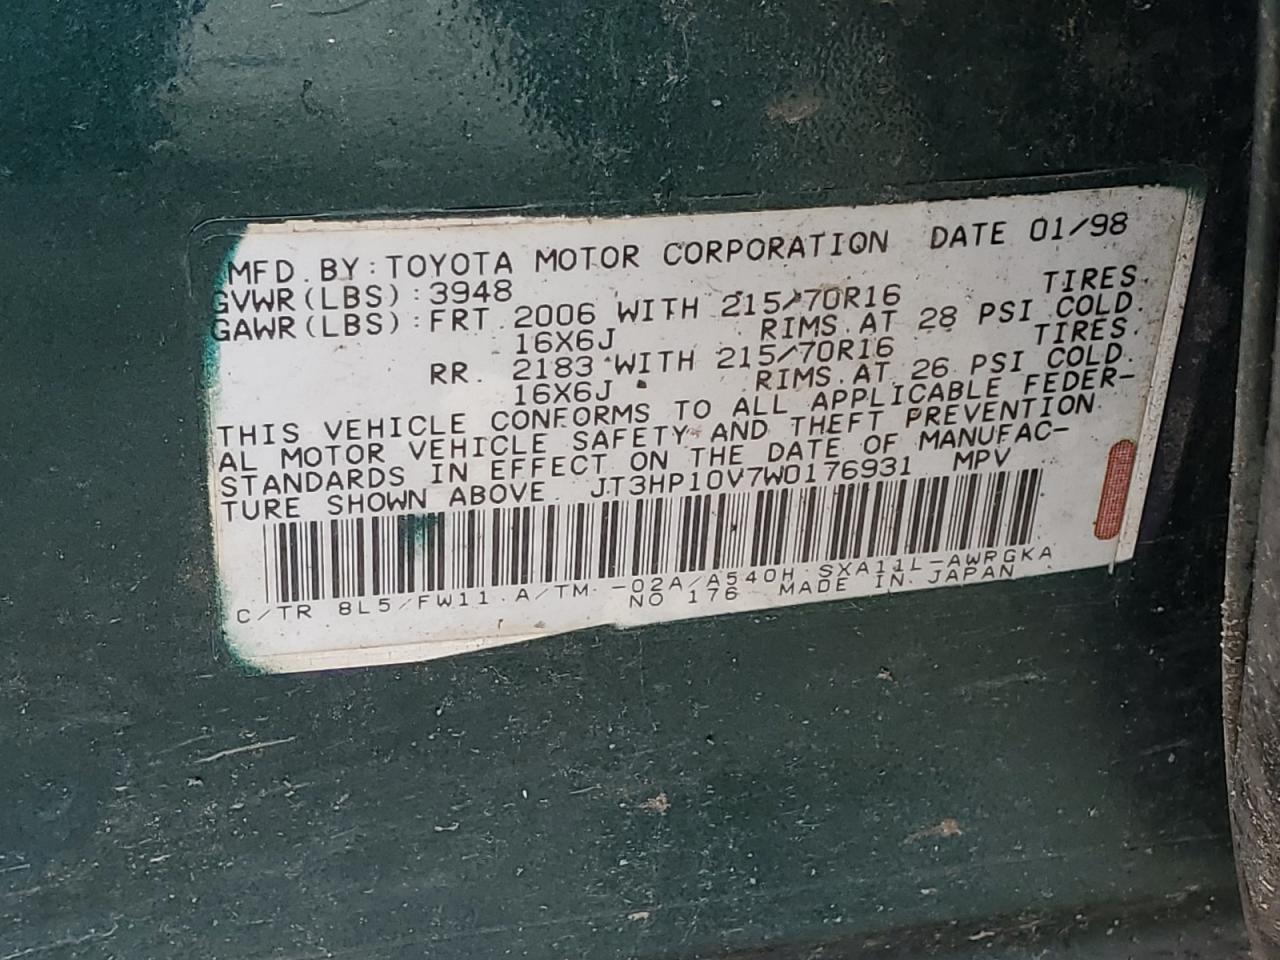 MFD. BY: TOYOTA MOTOR CORPORATION DATE 01/98
GVWR(LBS): 3948
GAWR(LBS): FRT. 2006 WITH 215/70R16 TIRES.
16X6J RIMS. AT 28 PSI COLD.
RR. 2183 WITH 215/70R16 TIRES.
16X6J RIMS. AT 26 PSI COLD.
THIS VEHICLE CONFORMS TO ALL APPLICABLE FEDER-
AL MOTOR VEHICLE SAFETY AND THEFT PREVENTION
STANDARDS IN EFFECT ON THE DATE OF MANUFAC-
TURE SHOWN ABOVE. JT3HP10V7W0176931 MPV
C/TR 8L5/FW11 A/TM -02A/A540H SXA11L-AWRGKA
NO 176 MADE IN JAPAN